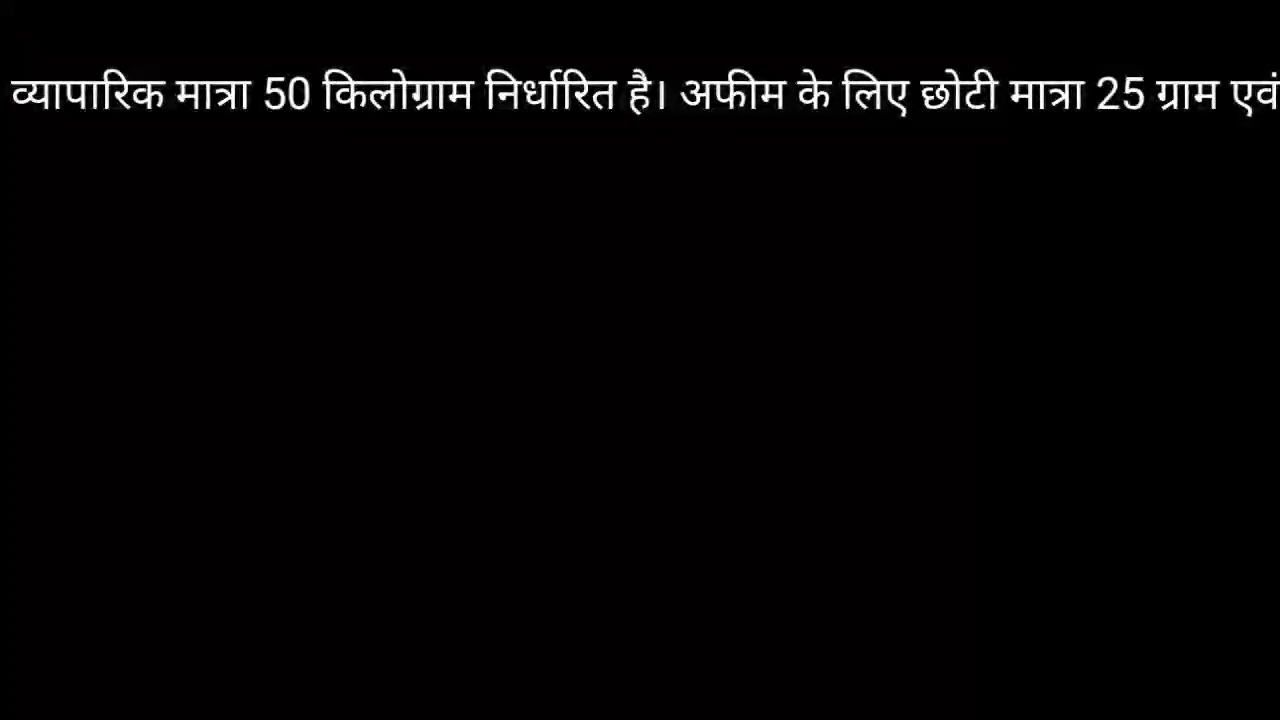 व्यापारिक मात्रा 50 किलोग्राम निर्धारित है। अफीम के लिए छोटी मात्रा 25 ग्राम एवं